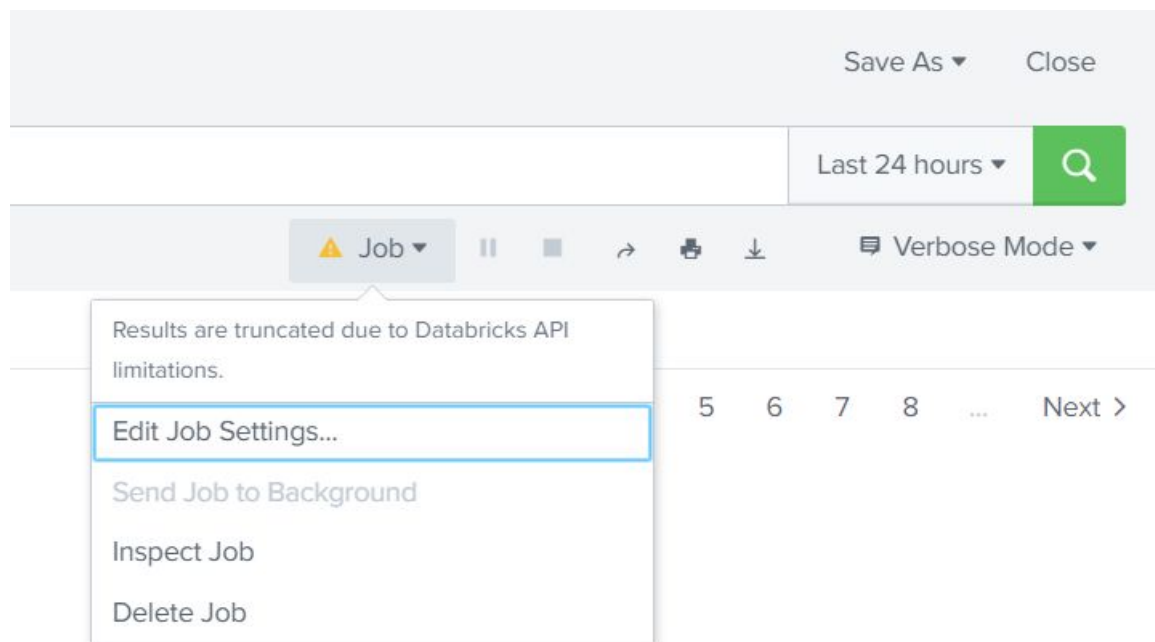 Save As Close
Last 24 hours
Job Verbose Mode
Results are truncated due to Databricks API
limitations.
5 6 7 8 ... Next >
Edit Job Settings...
Send Job to Background
Inspect Job
Delete Job